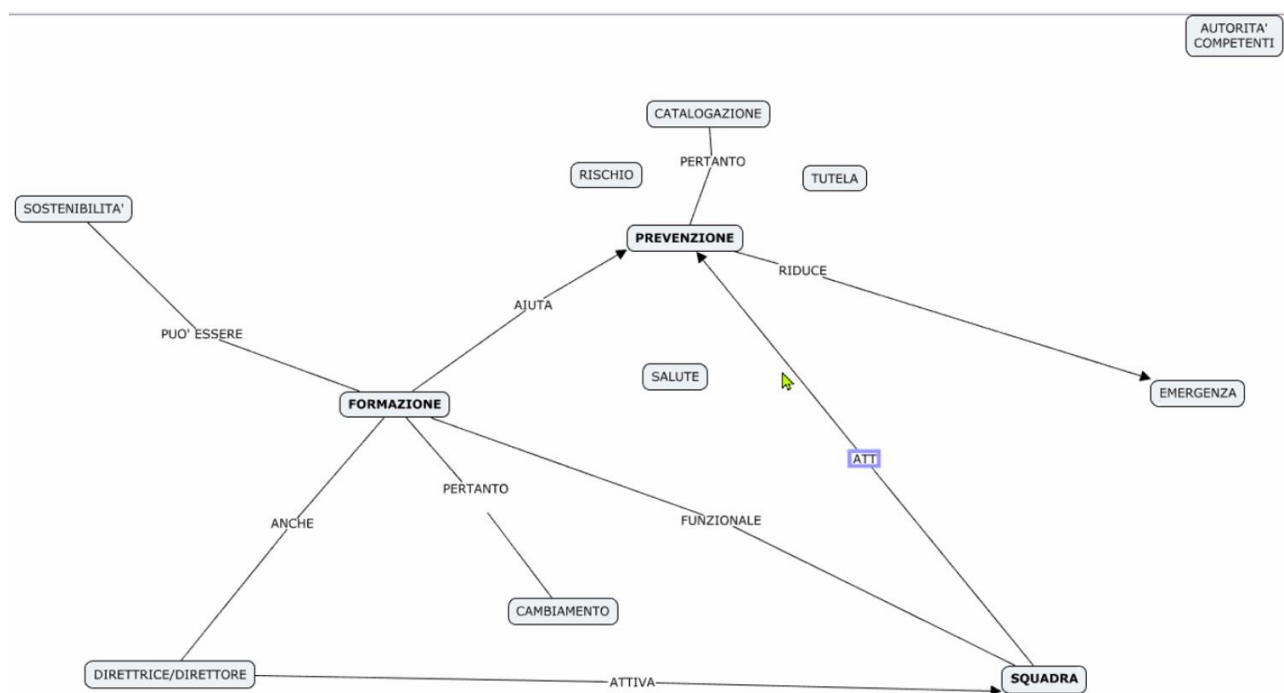 AUTORITA'
COMPETENTI
CATALOGAZIONE
PERTANTO
RISCHIO
TUTELA
SOSTENIBILITA'
PREVENZIONE
RIDUCE
AIUTA
PUO' ESSERE
SALUTE
EMERGENZA
FORMAZIONE
ATT
PERTANTO
ANCHE
FUNZIONALE
CAMBIAMENTO
DIRETTRICE/DIRETTORE
ATTIVA
SQUADRA